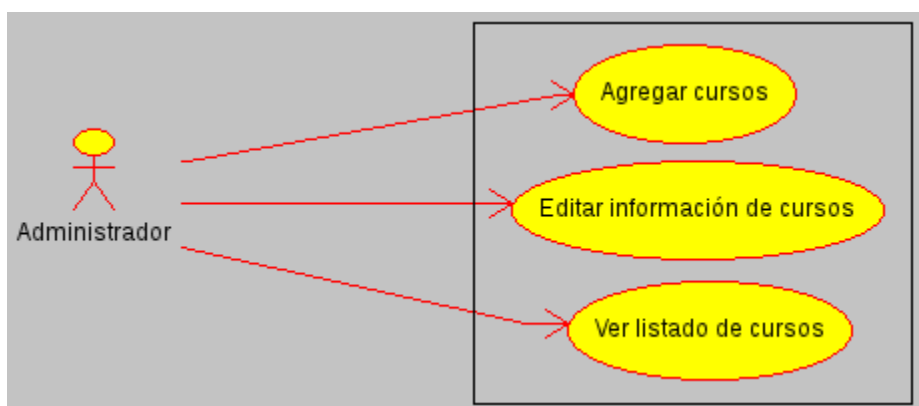 Agregar cursos
Editar información de cursos
Administrador
Ver listado de cursos